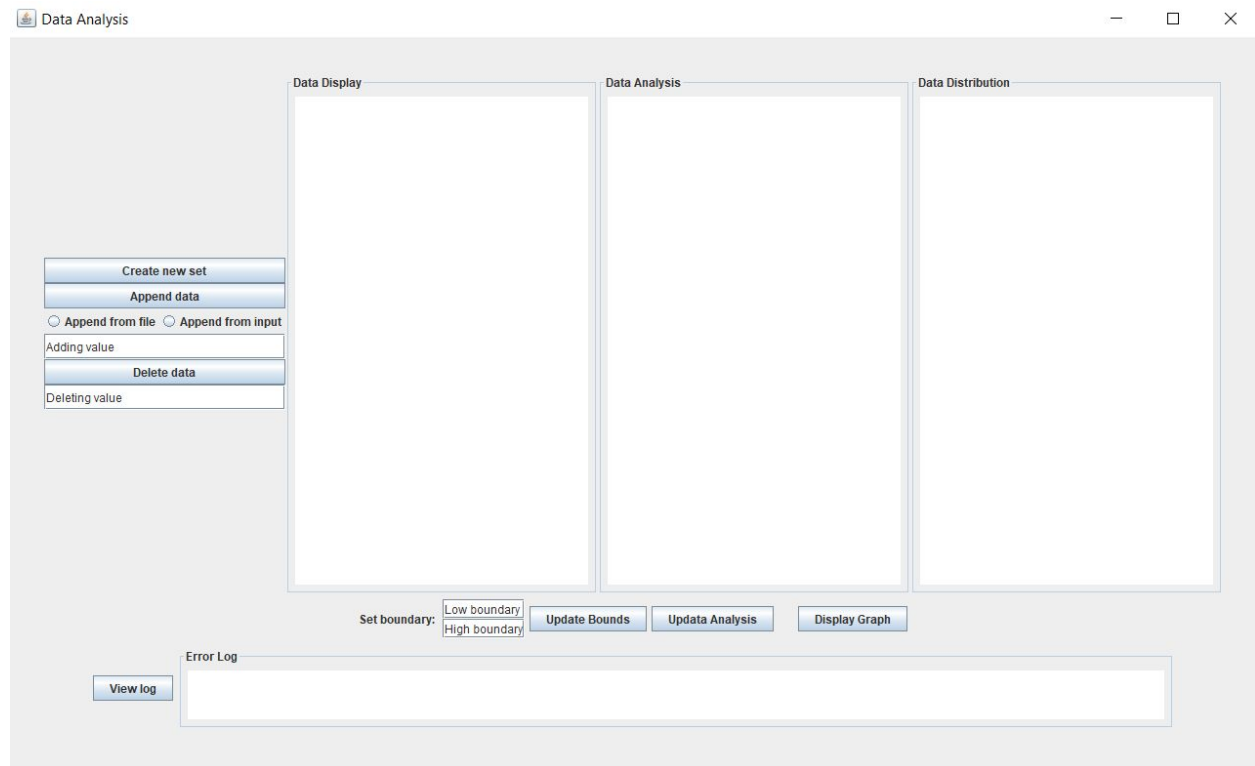 Data Analysis
Data Display
Data Analysis
Data Distribution
Create new set
Append data
Append from file Append from input
Adding value
Delete data
Deleting value
Set boundary:
Low boundary
High boundary
Update Bounds
Updata Analysis
Display Graph
Error Log
View log